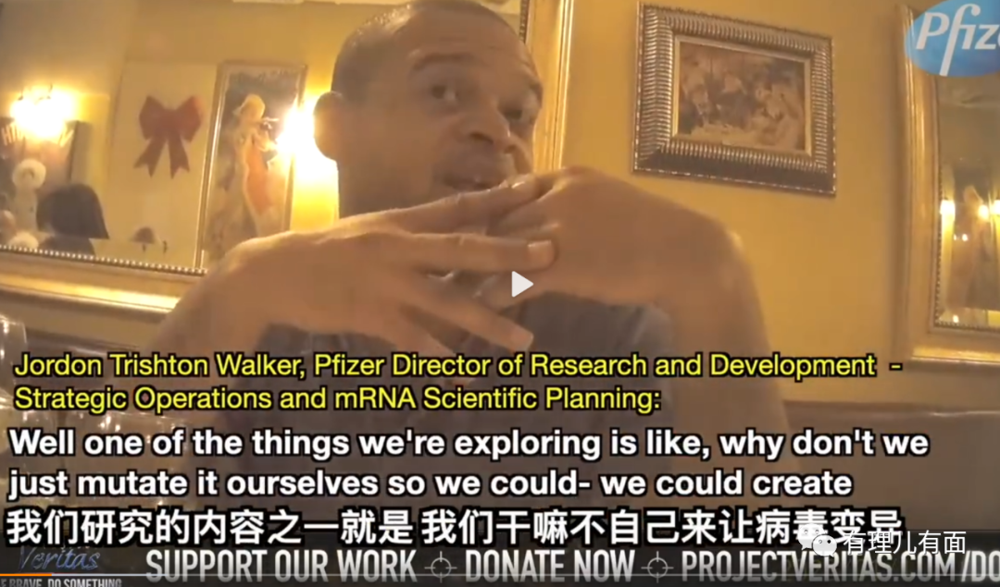 Pfiz
Jordon Trishton Walker, Pfizer Director of Research and Development -
Strategic Operations and mRNA Scientific Planning:
Well one of the things we're exploring is like, why don't we
just mutate it ourselves so we could- we could create
我们研究的内容之一就是 我们干嘛不自己来让病毒变异
有理儿有面
Veritas
SUPPORT OUR WORK DONATE NOW PROJECTVERITAS.COM/DO
BRAVE. DO SOMETHING